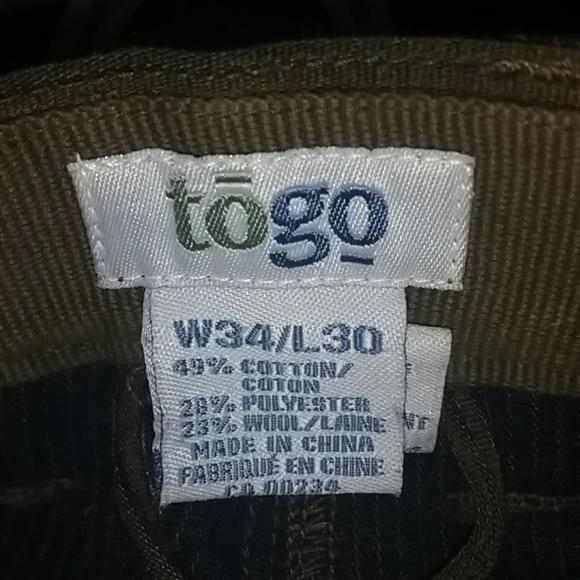 tōgo
W34/L30
49% COTTON/
COTON
28% POLYESTER
23% WOOL/LAINE
MADE IN CHINA
FABRIQUÉ EN CHINE
CA 00234
NT